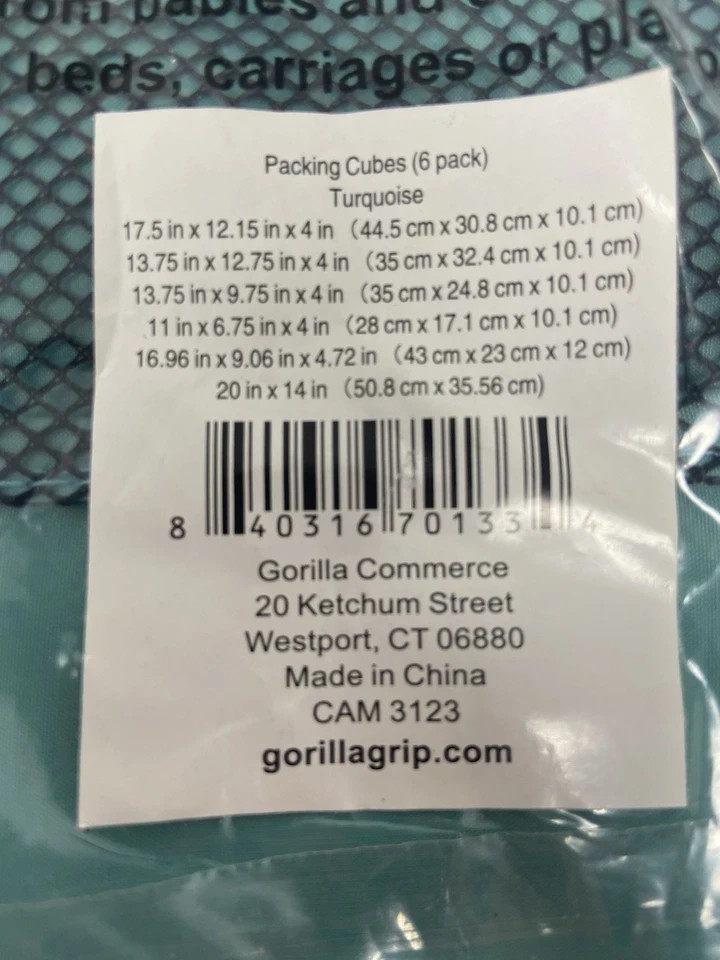 beds, carriages or
Packing Cubes (6 pack)
Turquoise
17.5 in x 12.15 in x 4 in （44.5 cm x 30.8 cm x 10.1 cm)
13.75 in x 12.75 in x 4 in （35 cm x 32.4 cm x 10.1 cm)
13.75 in x 9.75 in x 4 in （35 cm x 24.8 cm x 10.1 cm)
11 in x 6.75 in x 4 in （28 cm x 17.1 cm x 10.1 cm)
16.96 in x 9.06 in x 4.72 in （43 cm x 23 cm x 12 cm)
20 in x 14 in （50.8 cm x 35.56 cm)
8 40316 70133 4
Gorilla Commerce
20 Ketchum Street
Westport, CT 06880
Made in China
CAM 3123
gorillagrip.com